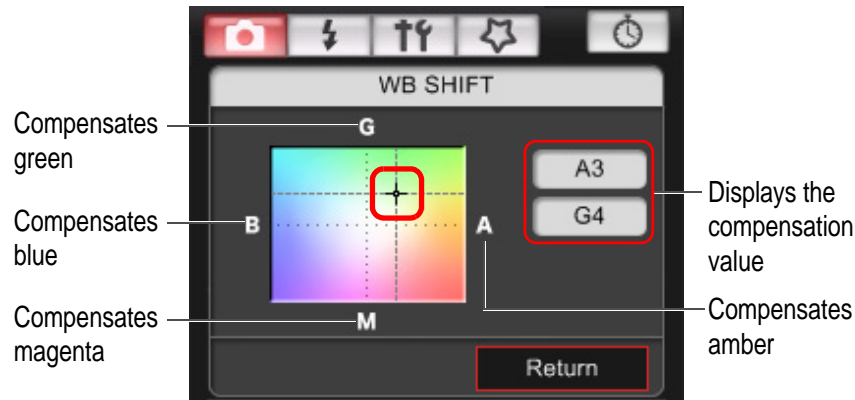 WB SHIFT
Compensates
green
G
A3
G4
Compensates
blue
B
A
Displays the
compensation
value
Compensates
magenta
M
Compensates
amber
Return